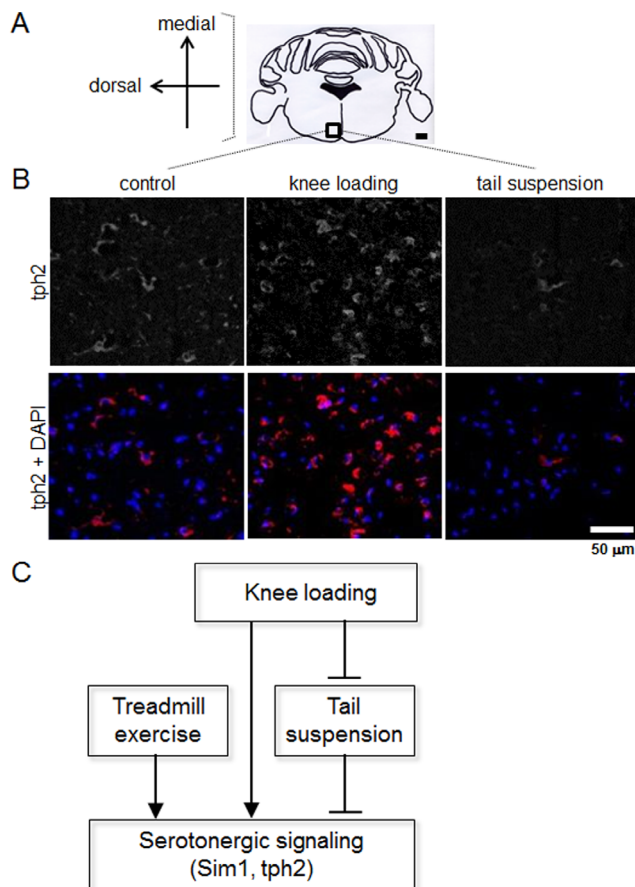 A
medial
dorsal
B
control knee loading tail suspension
tph2
tph2 + DAPI
50 µm
C
Knee loading
Treadmill
exercise
Tail
suspension
Serotonergic signaling
(Sim1, tph2)